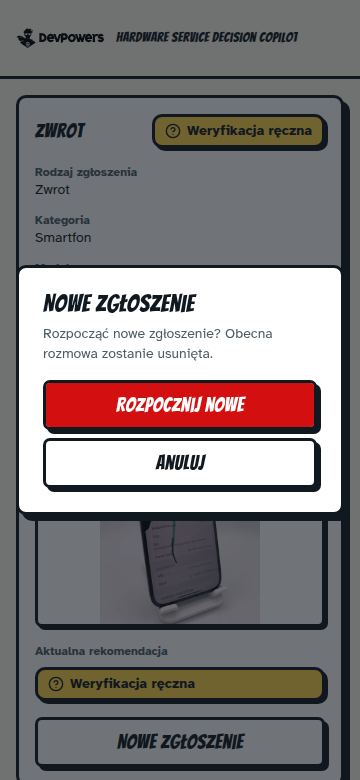 DEVPOWERS HARDWARE SERVICE DECISION COPILOT
ZWROT
Weryfikacja ręczna
Rodzaj zgłoszenia
Zwrot
Kategoria
Smartfon
NOWE ZGŁOSZENIE
Rozpocząć nowe zgłoszenie? Obecna
rozmowa zostanie usunięta.
ROZPOCZNIJ NOWE
ANULUJ
Aktualna rekomendacja
Weryfikacja ręczna
NOWE ZGŁOSZENIE